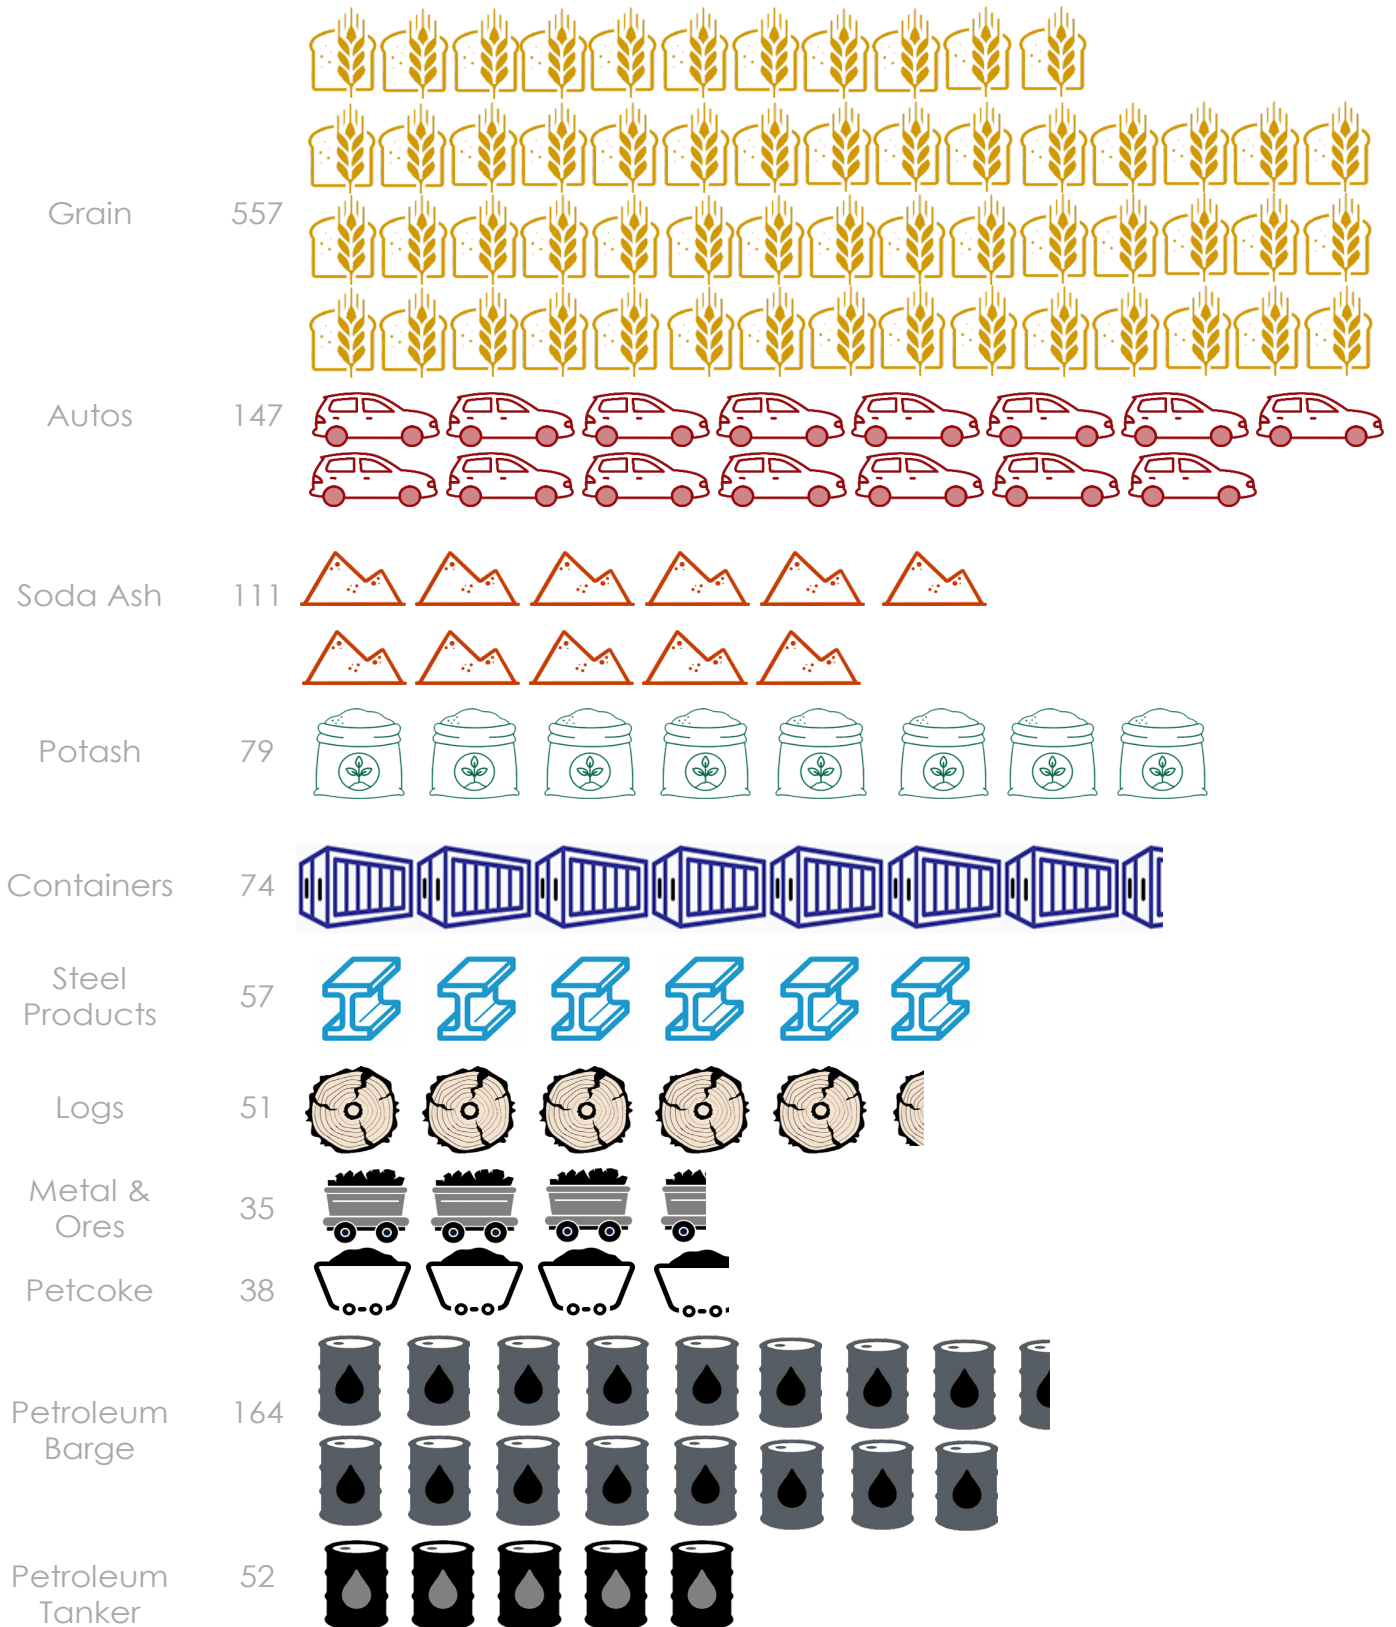 Grain 557
Autos 147
Soda Ash 111
Potash 79
Containers 74
Steel
Products 57
Logs 51
Metal &
Ores 35
Petcoke 38
Petroleum
Barge 164
Petroleum
Tanker 52